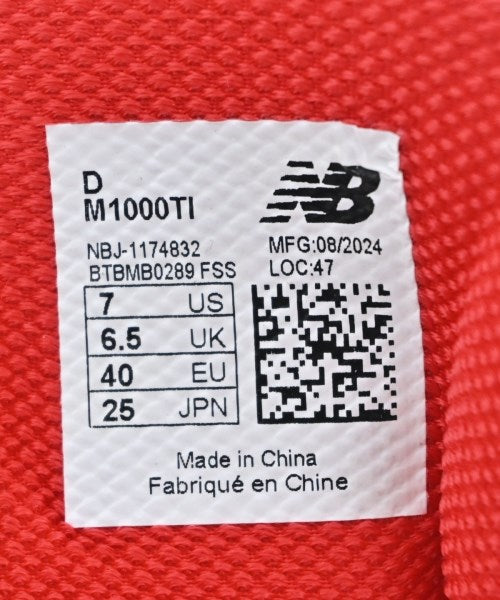 D
M1000TI
NB
NBJ-1174832
BTBMB0289 FSS
MFG:08/2024
LOC:47
7 US
6.5 UK
40 EU
25 JPN
Made in China
Fabriqué en Chine